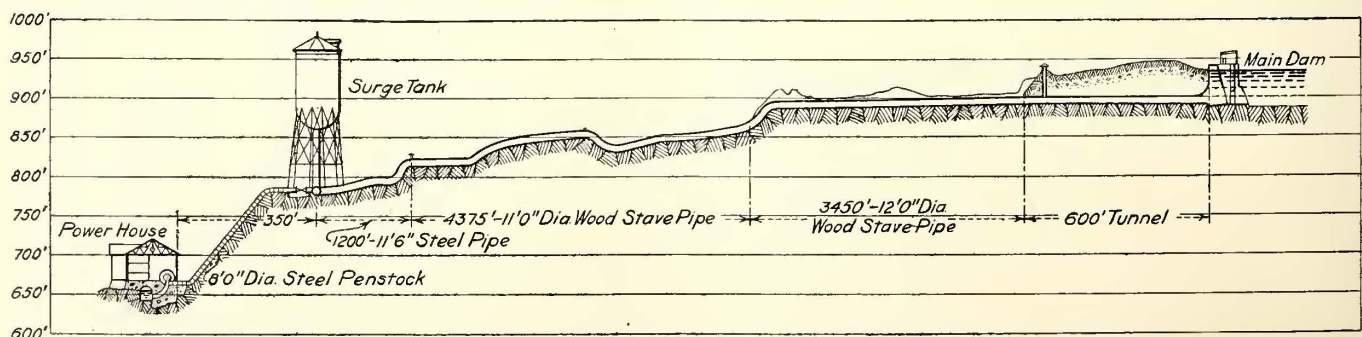 1000'
950'
900'
850'
800'
750'
700'
650'
600'
Surge Tank
Main Dam
Power House
350'
1200'-11'6" Steel Pipe
4375'-11'0" Dia. Wood Stave Pipe
3450'-12'0" Dia.
Wood Stave Pipe
600' Tunnel
8'0" Dia. Steel Penstock